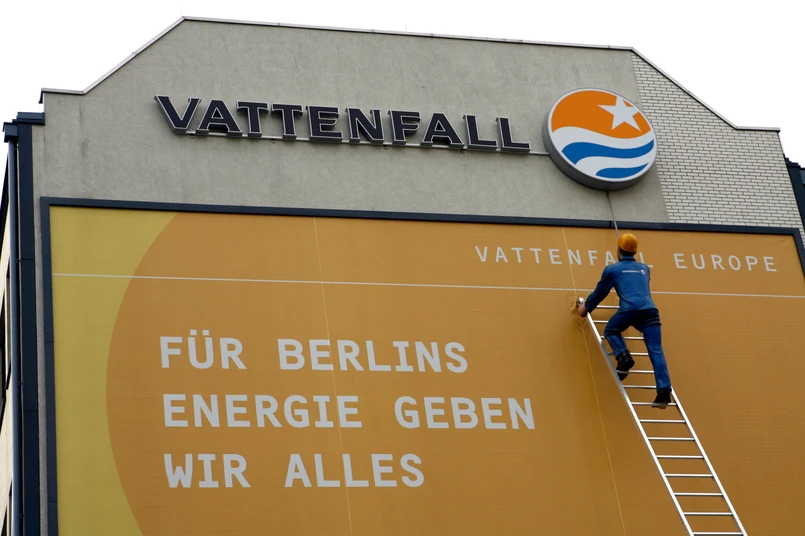 VATTENFALL
VATTENFALL EUROPE
FÜR BERLINS
ENERGIE GEBEN
WIR ALLES